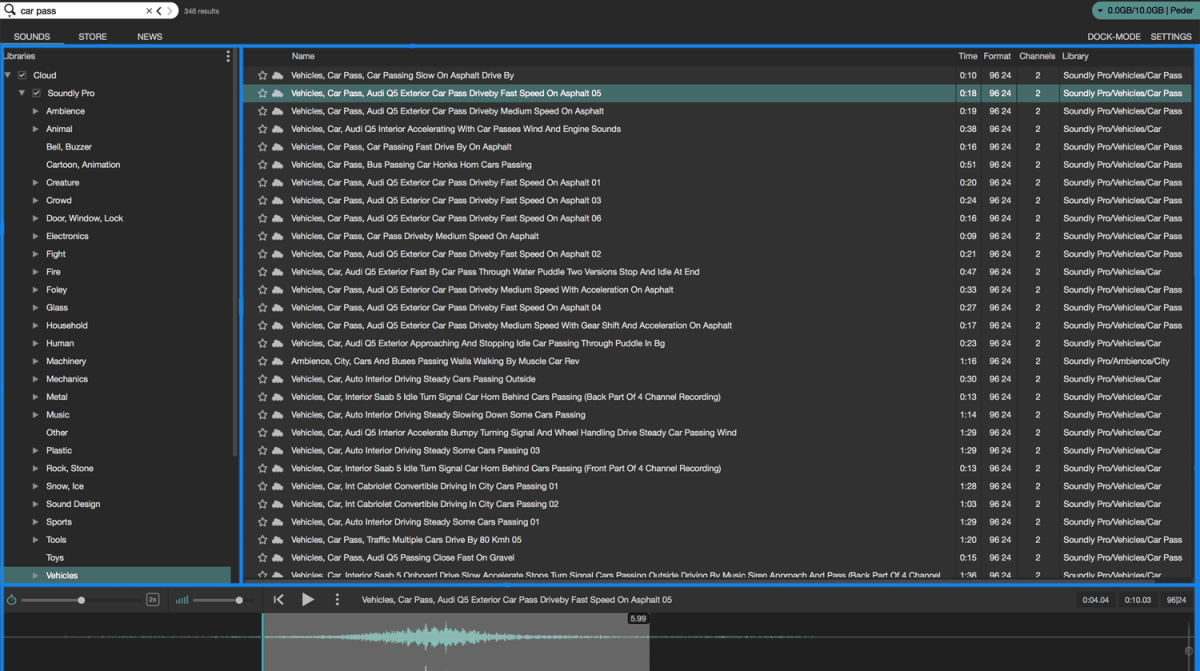 car pass
346 results
0.0GB/10.0GB | Peder
SOUNDS STORE NEWS DOCK-MODE SETTINGS
Libraries
Cloud
Soundly Pro
Ambience
Animal
Bell, Buzzer
Cartoon, Animation
Creature
Crowd
Door, Window, Lock
Electronics
Fight
Fire
Foley
Glass
Household
Human
Machinery
Mechanics
Metal
Music
Other
Plastic
Rock, Stone
Snow, Ice
Sound Design
Sports
Tools
Toys
Vehicles
Name Time Format Channels Library
Vehicles, Car Pass, Car Passing Slow On Asphalt Drive By 0:10 96 24 2 Soundly Pro/Vehicles/Car Pass
Vehicles, Car Pass, Audi Q5 Exterior Car Pass Driveby Fast Speed On Asphalt 05 0:18 96 24 2 Soundly Pro/Vehicles/Car Pass
Vehicles, Car Pass, Audi Q5 Exterior Car Pass Driveby Medium Speed On Asphalt 0:19 96 24 2 Soundly Pro/Vehicles/Car Pass
Vehicles, Car, Audi Q5 Interior Accelerating With Car Passes Wind And Engine Sounds 0:38 96 24 2 Soundly Pro/Vehicles/Car
Vehicles, Car Pass, Car Passing Fast Drive By On Asphalt 0:16 96 24 2 Soundly Pro/Vehicles/Car Pass
Vehicles, Car Pass, Bus Passing Car Honks Horn Cars Passing 0:51 96 24 2 Soundly Pro/Vehicles/Car Pass
Vehicles, Car Pass, Audi Q5 Exterior Car Pass Driveby Fast Speed On Asphalt 01 0:20 96 24 2 Soundly Pro/Vehicles/Car Pass
Vehicles, Car Pass, Audi Q5 Exterior Car Pass Driveby Fast Speed On Asphalt 03 0:24 96 24 2 Soundly Pro/Vehicles/Car Pass
Vehicles, Car Pass, Audi Q5 Exterior Car Pass Driveby Fast Speed On Asphalt 06 0:16 96 24 2 Soundly Pro/Vehicles/Car Pass
Vehicles, Car Pass, Car Pass Driveby Medium Speed On Asphalt 0:09 96 24 2 Soundly Pro/Vehicles/Car Pass
Vehicles, Car Pass, Audi Q5 Exterior Car Pass Driveby Fast Speed On Asphalt 02 0:21 96 24 2 Soundly Pro/Vehicles/Car Pass
Vehicles, Car, Audi Q5 Exterior Fast By Car Pass Through Water Puddle Two Versions Stop And Idle At End 0:47 96 24 2 Soundly Pro/Vehicles/Car
Vehicles, Car Pass, Audi Q5 Exterior Car Pass Driveby Medium Speed With Acceleration On Asphalt 0:33 96 24 2 Soundly Pro/Vehicles/Car Pass
Vehicles, Car Pass, Audi Q5 Exterior Car Pass Driveby Fast Speed On Asphalt 04 0:27 96 24 2 Soundly Pro/Vehicles/Car Pass
Vehicles, Car Pass, Audi Q5 Exterior Car Pass Driveby Medium Speed With Gear Shift And Acceleration On Asphalt 0:17 96 24 2 Soundly Pro/Vehicles/Car Pass
Vehicles, Car, Audi Q5 Exterior Approaching And Stopping Idle Car Passing Through Puddle In Bg 0:23 96 24 2 Soundly Pro/Vehicles/Car
Ambience, City, Cars And Buses Passing Walla Walking By Muscle Car Rev 1:16 96 24 2 Soundly Pro/Ambience/City
Vehicles, Car, Auto Interior Driving Steady Cars Passing Outside 0:30 96 24 2 Soundly Pro/Vehicles/Car
Vehicles, Car, Interior Saab 5 Idle Turn Signal Car Horn Behind Cars Passing (Back Part Of 4 Channel Recording) 0:13 96 24 2 Soundly Pro/Vehicles/Car
Vehicles, Car, Auto Interior Driving Steady Slowing Down Some Cars Passing 1:14 96 24 2 Soundly Pro/Vehicles/Car
Vehicles, Car, Audi Q5 Interior Accelerate Bumpy Turning Signal And Wheel Handling Drive Steady Car Passing Wind 1:29 96 24 2 Soundly Pro/Vehicles/Car
Vehicles, Car, Auto Interior Driving Steady Some Cars Passing 03 1:29 96 24 2 Soundly Pro/Vehicles/Car
Vehicles, Car, Interior Saab 5 Idle Turn Signal Car Horn Behind Cars Passing (Front Part Of 4 Channel Recording) 0:13 96 24 2 Soundly Pro/Vehicles/Car
Vehicles, Car, Int Cabriolet Convertible Driving In City Cars Passing 01 1:28 96 24 2 Soundly Pro/Vehicles/Car
Vehicles, Car, Int Cabriolet Convertible Driving In City Cars Passing 02 1:03 96 24 2 Soundly Pro/Vehicles/Car
Vehicles, Car, Auto Interior Driving Steady Some Cars Passing 01 1:29 96 24 2 Soundly Pro/Vehicles/Car
Vehicles, Car Pass, Traffic Multiple Cars Drive By 80 Kmh 05 1:20 96 24 2 Soundly Pro/Vehicles/Car Pass
Vehicles, Car Pass, Audi Q5 Passing Close Fast On Gravel 0:15 96 24 2 Soundly Pro/Vehicles/Car Pass
Vehicles, Car, Interior Saab 5 Onboard Drive Slow Accelerate Stops Turn Signal Cars Passing Outside Driving By Music Siren Approach And Pass (Back Part Of 4 Channel 1:36 96 24 2 Soundly Pro/Vehicles/Car
2x
Vehicles, Car Pass, Audi Q5 Exterior Car Pass Driveby Fast Speed On Asphalt 05
0:04.04 0:10.03 96|24
5.99